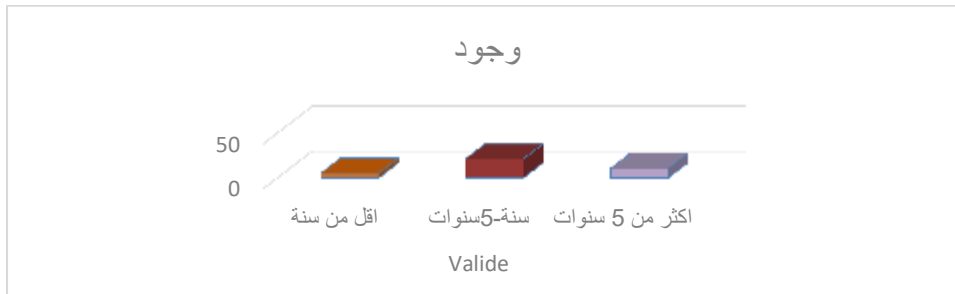 وجود
50
0
اقل من سنة
سنة-5سنوات
اكثر من 5 سنوات
Valide